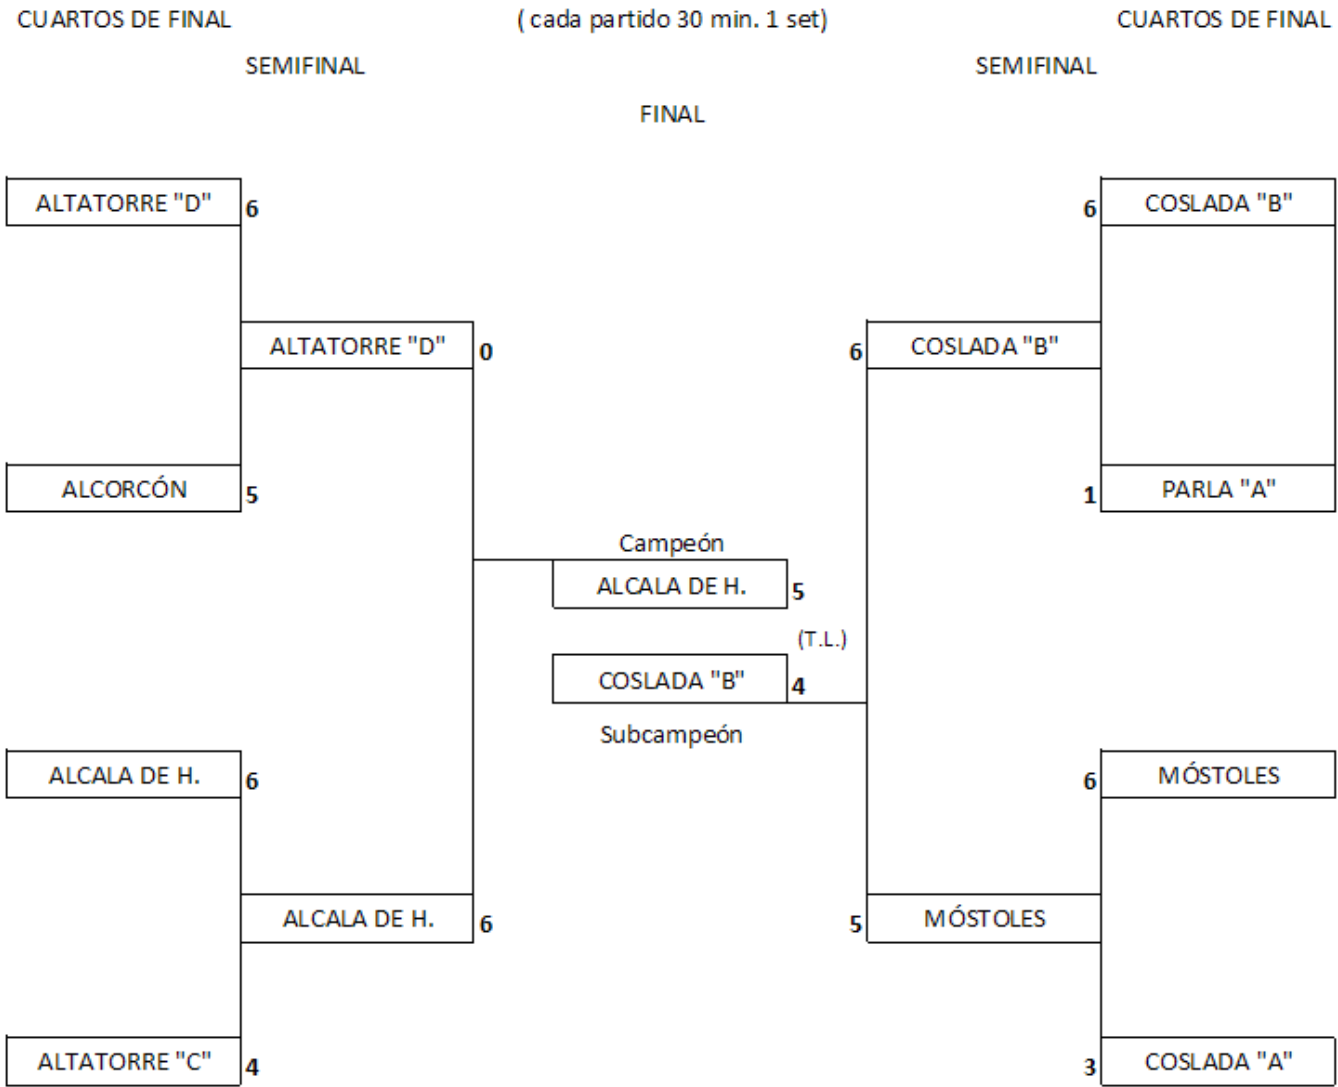 CUARTOS DE FINAL ( cada partido 30 min. 1 set) CUARTOS DE FINAL
SEMIFINAL SEMIFINAL
FINAL
ALTATORRE "D" 6 6 COSLADA "B"
ALTATORRE "D" 0 6 COSLADA "B"
ALCORCÓN 5 1 PARLA "A"
Campeón
ALCALA DE H. 5
(T.L.)
COSLADA "B" 4
Subcampeón
ALCALA DE H. 6 6 MÓSTOLES
ALCALA DE H. 6 5 MÓSTOLES
ALTATORRE "C" 4 3 COSLADA "A"